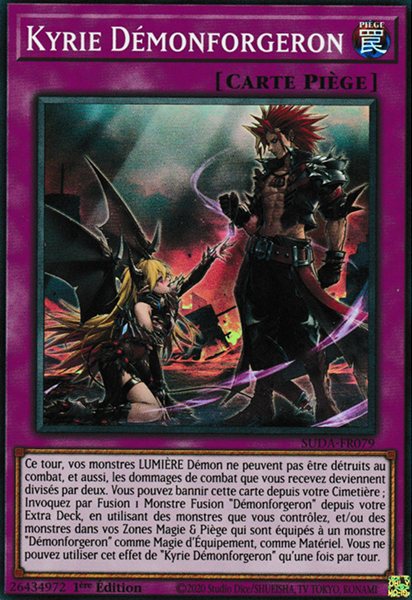 Kyrie Démonforgeron
PIÈGE
罠
[Carte Piège]
SUDA-FR079
Ce tour, vos monstres LUMIÈRE Démon ne peuvent pas être détruits au
combat, et aussi, les dommages de combat que vous recevez deviennent
divisés par deux. Vous pouvez bannir cette carte depuis votre Cimetière ;
Invoquez par Fusion 1 Monstre Fusion "Démonforgeron" depuis votre
Extra Deck, en utilisant des monstres que vous contrôlez, et/ou des
monstres dans vos Zones Magie & Piège qui sont équipés à un monstre
"Démonforgeron" comme Magie d'Équipement, comme Matériel. Vous ne
pouvez utiliser cet effet de "Kyrie Démonforgeron" qu'une fois par tour.
26434972 1ere Edition ©2020 Studio Dice/SHUEISHA, TV TOKYO, KONAMI